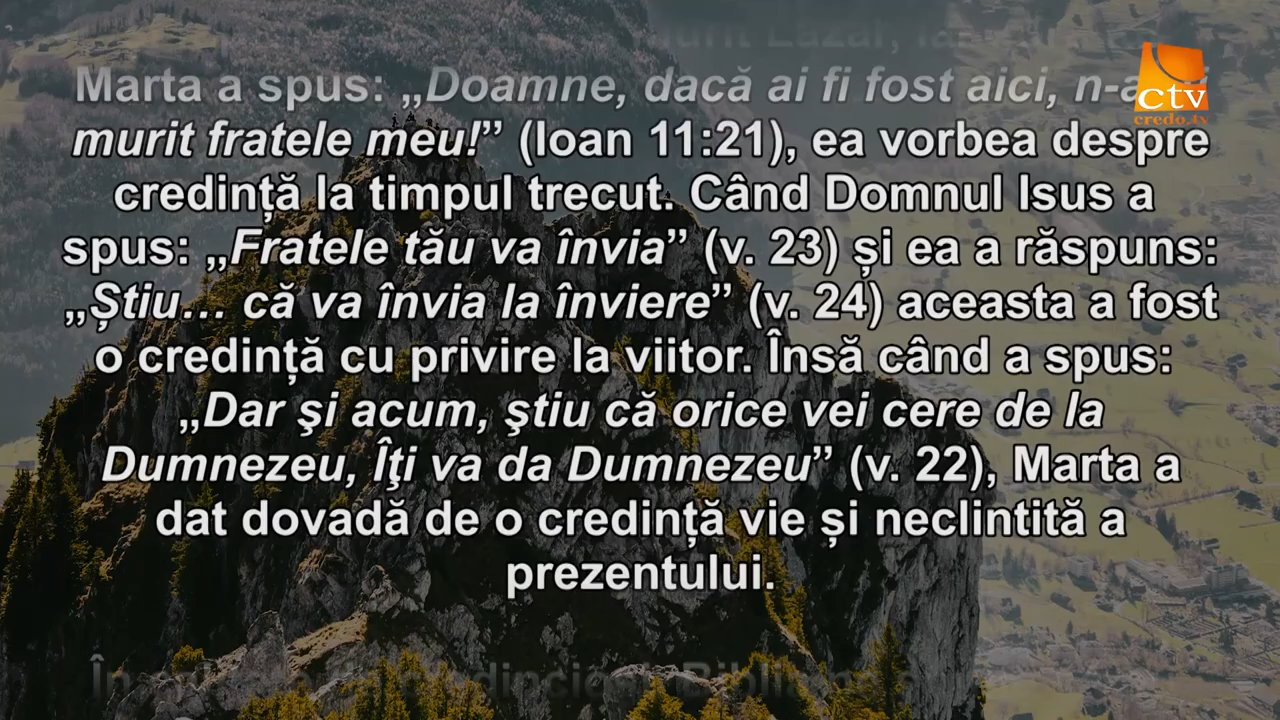 murit Lazăr,
Marta a spus: „Doamne, dacă ai fi fost aici, n-a
murit fratele meu!” (Ioan 11:21), ea vorbea despre
credință la timpul trecut. Când Domnul Isus a
spus: „Fratele tău va învia” (v. 23) și ea a răspuns:
„Știu… că va învia la înviere” (v. 24) aceasta a fost
o credință cu privire la viitor. Însă când a spus:
„Dar şi acum, ştiu că orice vei cere de la
Dumnezeu, Îţi va da Dumnezeu” (v. 22), Marta a
dat dovadă de o credință vie și neclintită a
prezentului.
ctv
credo.tv